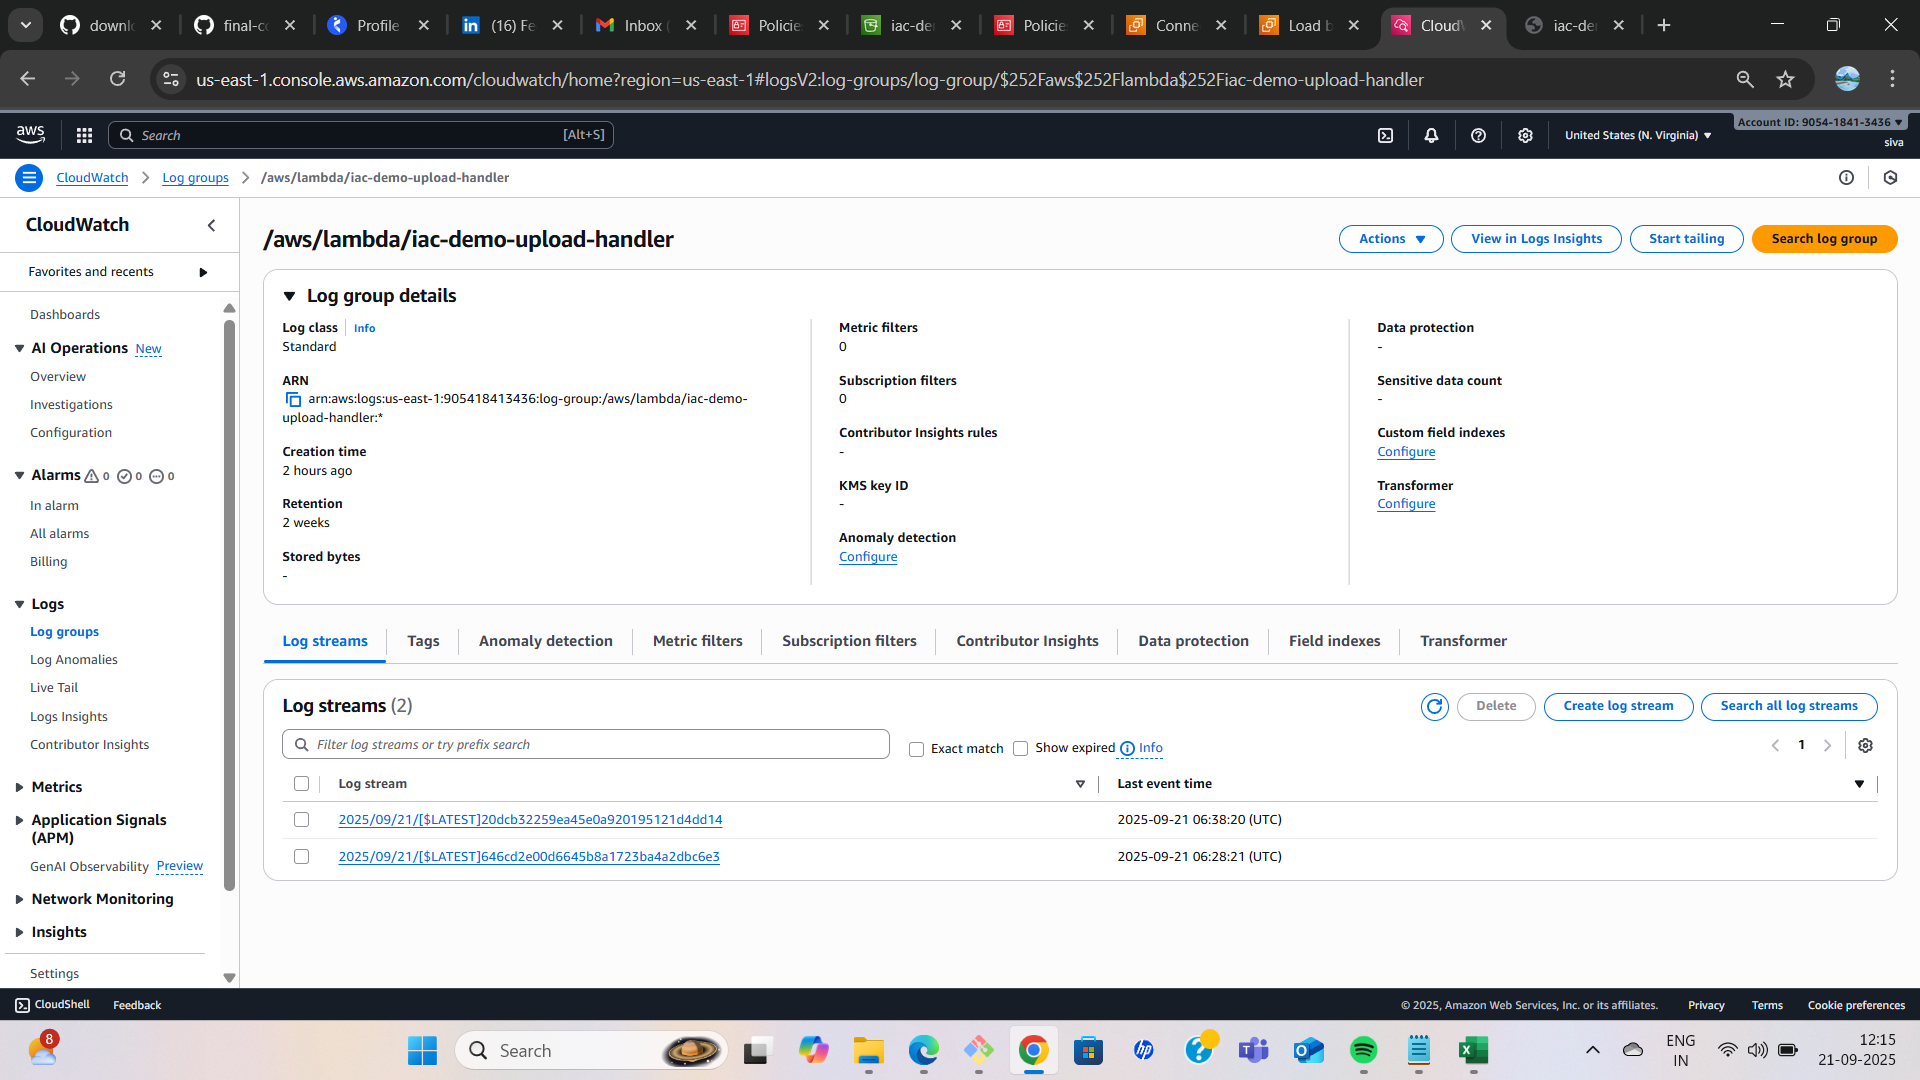 downlo
final-co
Profile
(16) Fe
Inbox (
Policies
iac-der
Policies
Conne
Load b
CloudW
iac-der
us-east-1.console.aws.amazon.com/cloudwatch/home?region=us-east-1#logsV2:log-groups/log-group/$252Faws$252Flambda$252Fiac-demo-upload-handler
aws
Search
[Alt+S]
United States (N. Virginia)
Account ID: 9054-1841-3436
siva
CloudWatch
Log groups
/aws/lambda/iac-demo-upload-handler
CloudWatch
Favorites and recents
Dashboards
AI Operations New
Overview
Investigations
Configuration
Alarms 0 0 0
In alarm
All alarms
Billing
Logs
Log groups
Log Anomalies
Live Tail
Logs Insights
Contributor Insights
Metrics
Application Signals
(APM)
GenAI Observability Preview
Network Monitoring
Insights
Settings
/aws/lambda/iac-demo-upload-handler
Actions
View in Logs Insights
Start tailing
Search log group
Log group details
Log class Info
Standard
ARN
arn:aws:logs:us-east-1:905418413436:log-group:/aws/lambda/iac-demo-
upload-handler:*
Creation time
2 hours ago
Retention
2 weeks
Stored bytes
-
Metric filters
0
Subscription filters
0
Contributor Insights rules
-
KMS key ID
-
Anomaly detection
Configure
Data protection
-
Sensitive data count
-
Custom field indexes
Configure
Transformer
Configure
Log streams
Tags
Anomaly detection
Metric filters
Subscription filters
Contributor Insights
Data protection
Field indexes
Transformer
Log streams (2)
Delete
Create log stream
Search all log streams
Filter log streams or try prefix search
Exact match
Show expired
Info
1
Log stream
Last event time
2025/09/21/[$LATEST]20dcb32259ea45e0a920195121d4dd14
2025-09-21 06:38:20 (UTC)
2025/09/21/[$LATEST]646cd2e00d6645b8a1723ba4a2dbc6e3
2025-09-21 06:28:21 (UTC)
CloudShell
Feedback
© 2025, Amazon Web Services, Inc. or its affiliates.
Privacy
Terms
Cookie preferences
8
Search
ENG
IN
12:15
21-09-2025